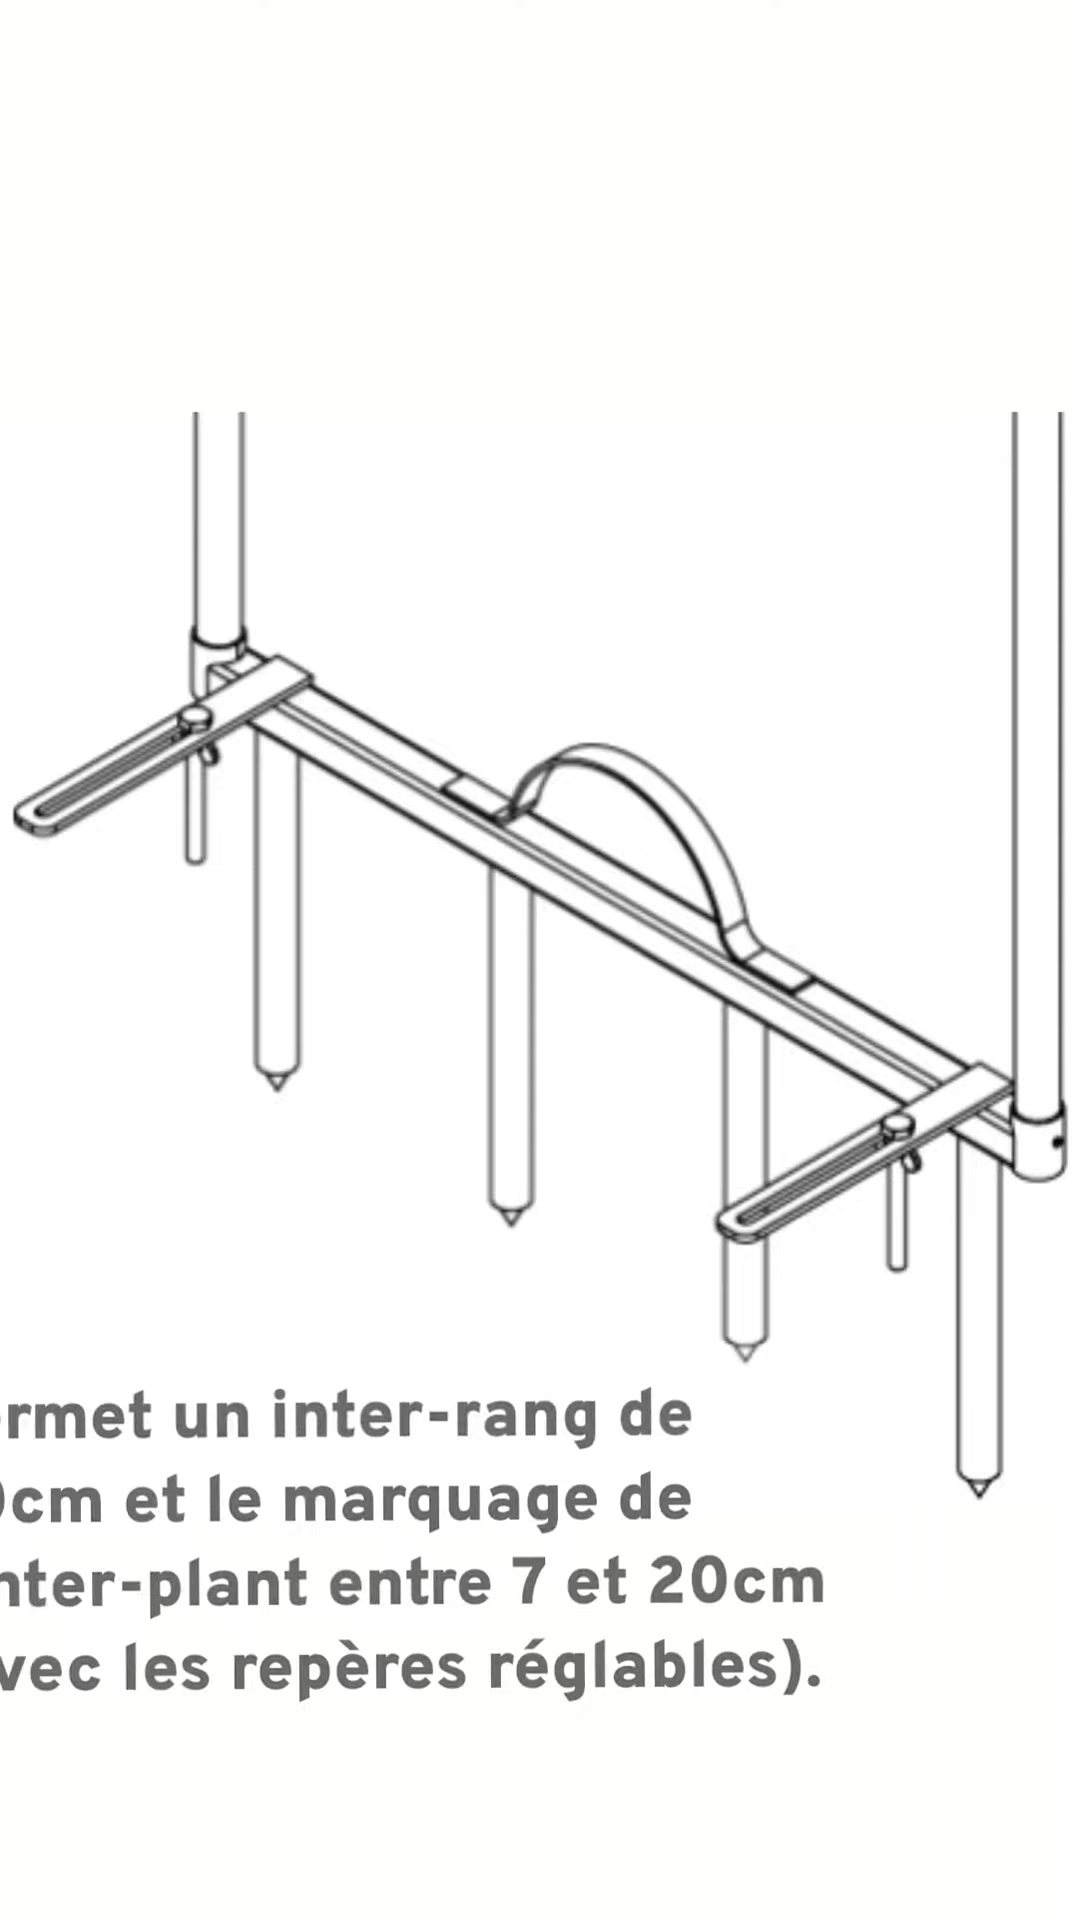 rmet un inter-rang de
cm et le marquage de
nter-plant entre 7 et 20cm
vec les repères réglables).